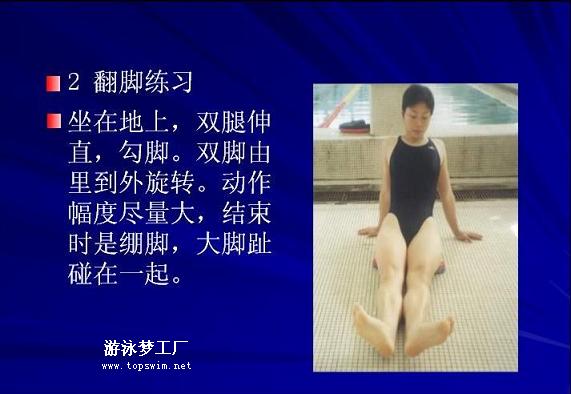 2 翻脚练习
坐在地上，双腿伸
直，勾脚。双脚由
里到外旋转。动作
幅度尽量大，结束
时是绷脚，大脚趾
碰在一起。
游泳梦工厂
www.topswim.net